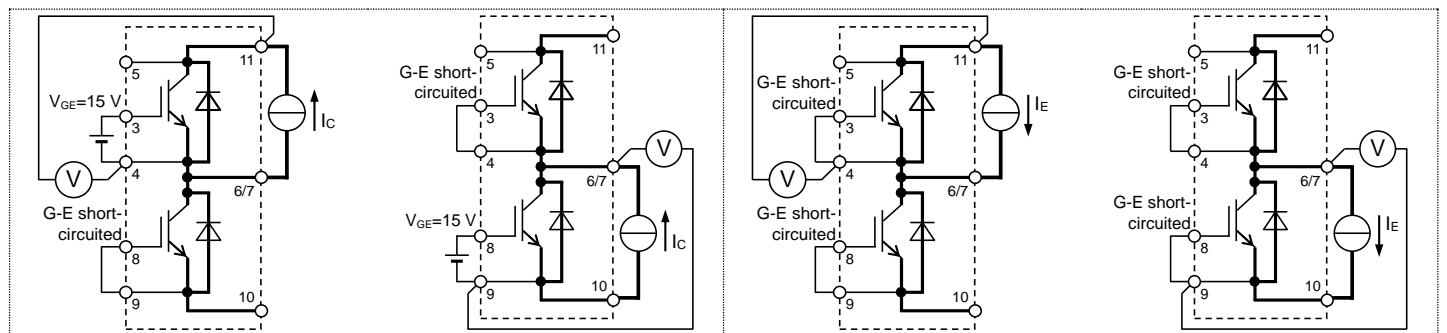 11
5
V_GE=15 V
3
I_C
V
4
6/7
G-E short-
circuited
8
9
10
11
5
G-E short-
circuited
3
4
V
6/7
V_GE=15 V
8
I_C
9
10
11
5
G-E short-
circuited
3
I_E
V
4
6/7
G-E short-
circuited
8
9
10
11
5
G-E short-
circuited
3
4
V
6/7
G-E short-
circuited
8
I_E
9
10